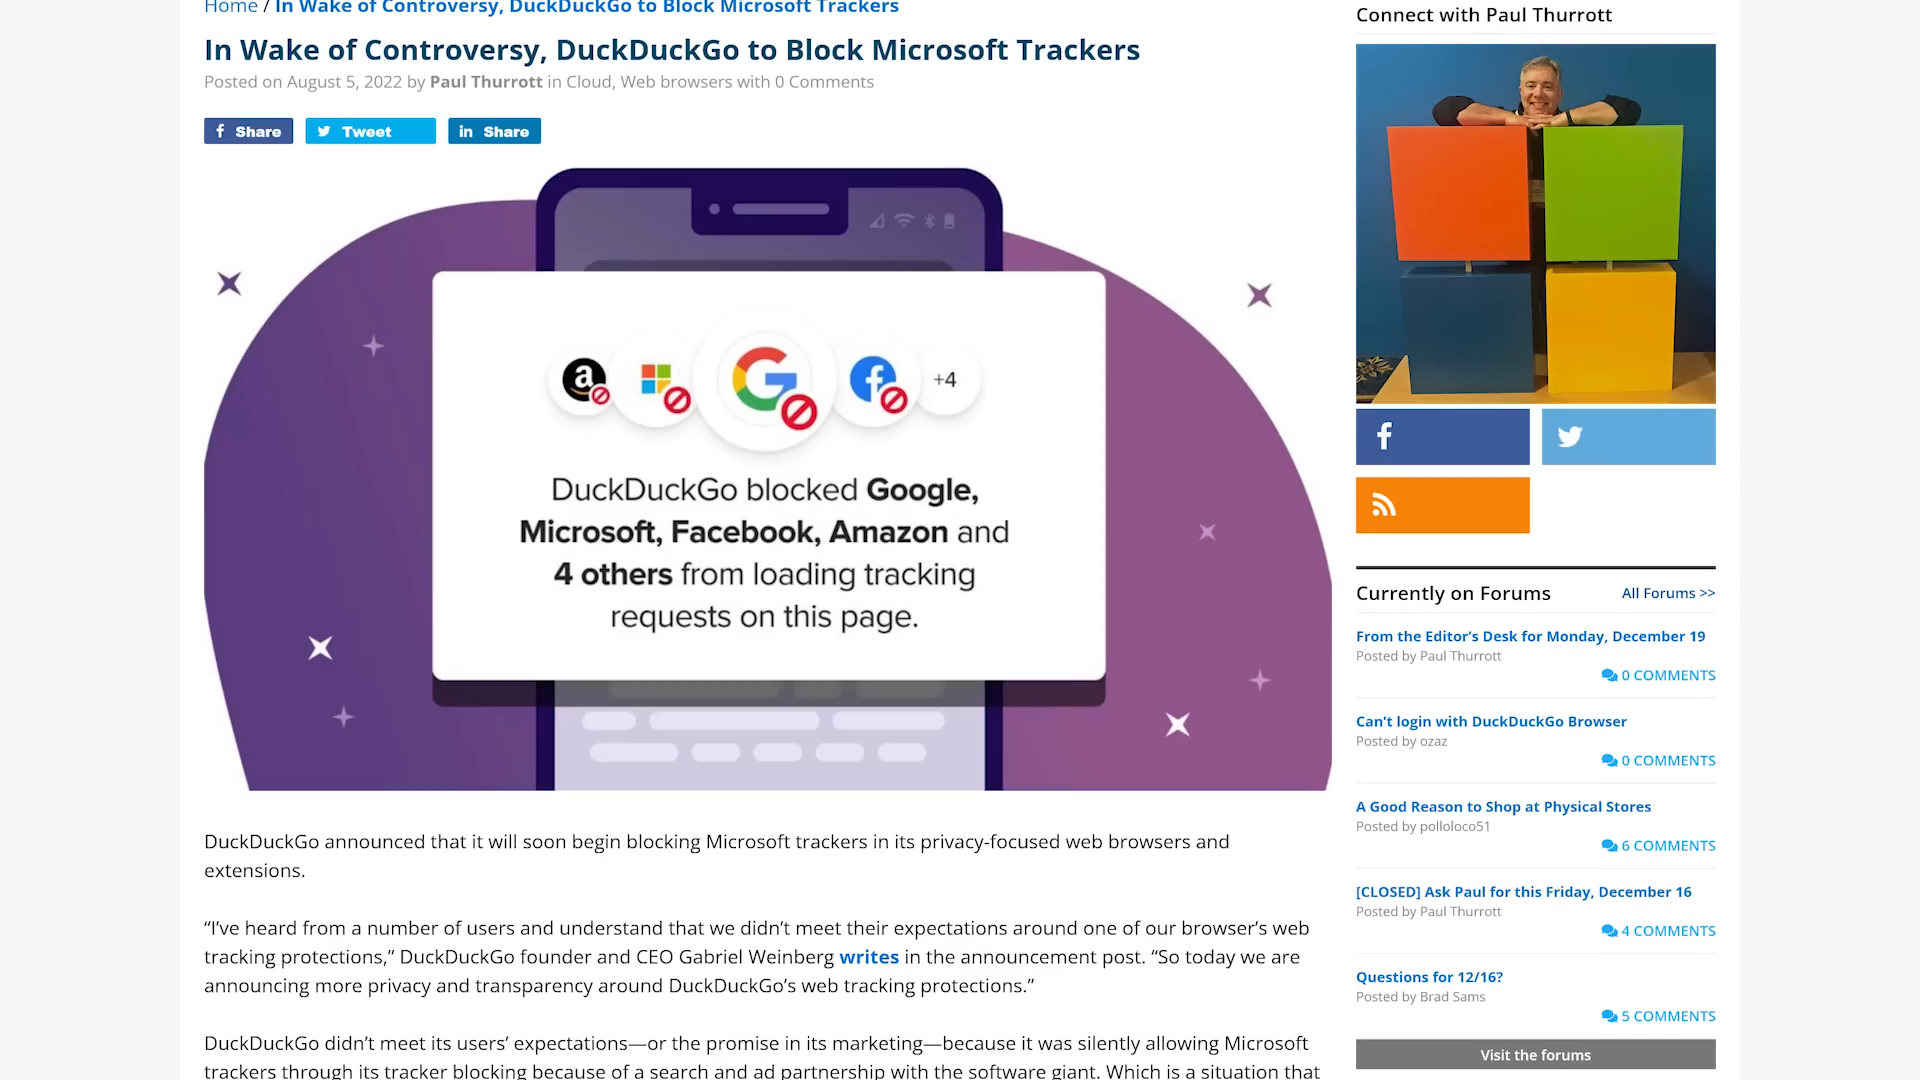 Home / In Wake of Controversy, DuckDuckGo to Block Microsoft Trackers
In Wake of Controversy, DuckDuckGo to Block Microsoft Trackers
Posted on August 5, 2022 by Paul Thurrott in Cloud, Web browsers with 0 Comments
Share
Tweet
in Share
a
G
f
+4
DuckDuckGo blocked Google,
Microsoft, Facebook, Amazon and
4 others from loading tracking
requests on this page.
DuckDuckGo announced that it will soon begin blocking Microsoft trackers in its privacy-focused web browsers and
extensions.
“I’ve heard from a number of users and understand that we didn’t meet their expectations around one of our browser’s web
tracking protections,” DuckDuckGo founder and CEO Gabriel Weinberg writes in the announcement post. “So today we are
announcing more privacy and transparency around DuckDuckGo’s web tracking protections.”
DuckDuckGo didn’t meet its users’ expectations—or the promise in its marketing—because it was silently allowing Microsoft
trackers through its tracker blocking because of a search and ad partnership with the software giant. Which is a situation that
Connect with Paul Thurrott
Currently on Forums
All Forums >>
From the Editor’s Desk for Monday, December 19
Posted by Paul Thurrott
0 COMMENTS
Can’t login with DuckDuckGo Browser
Posted by ozaz
0 COMMENTS
A Good Reason to Shop at Physical Stores
Posted by polloloco51
6 COMMENTS
[CLOSED] Ask Paul for this Friday, December 16
Posted by Paul Thurrott
4 COMMENTS
Questions for 12/16?
Posted by Brad Sams
5 COMMENTS
Visit the forums